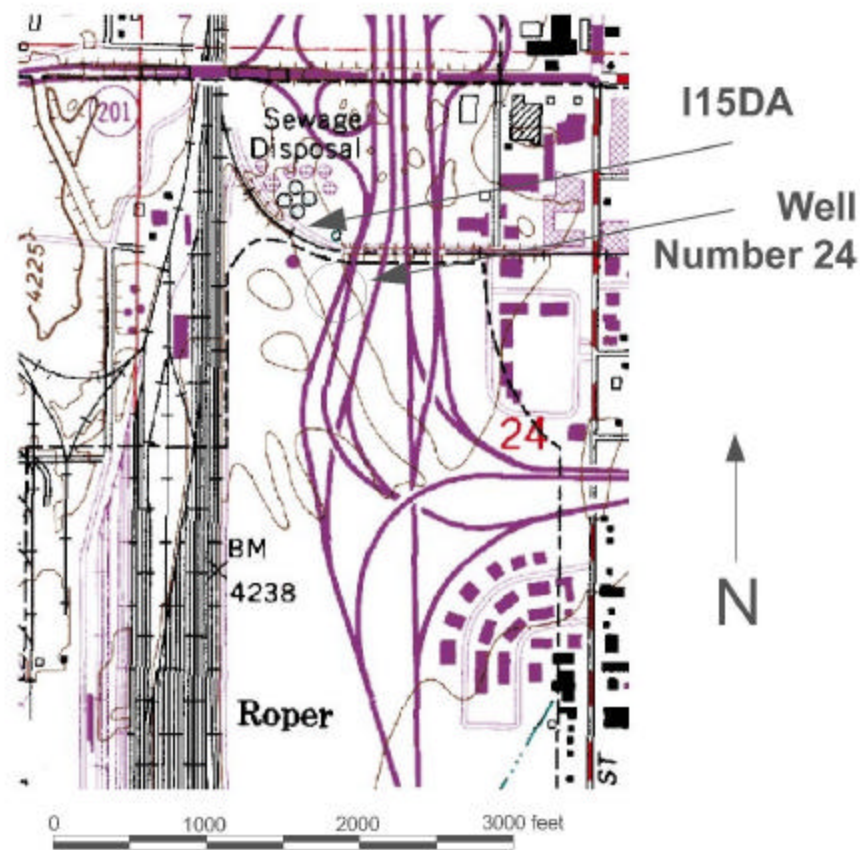 201
Sewage
Disposal
I15DA
Well
Number 24
4225
24
BM
4238
N
Roper
ST
0 1000 2000 3000 feet